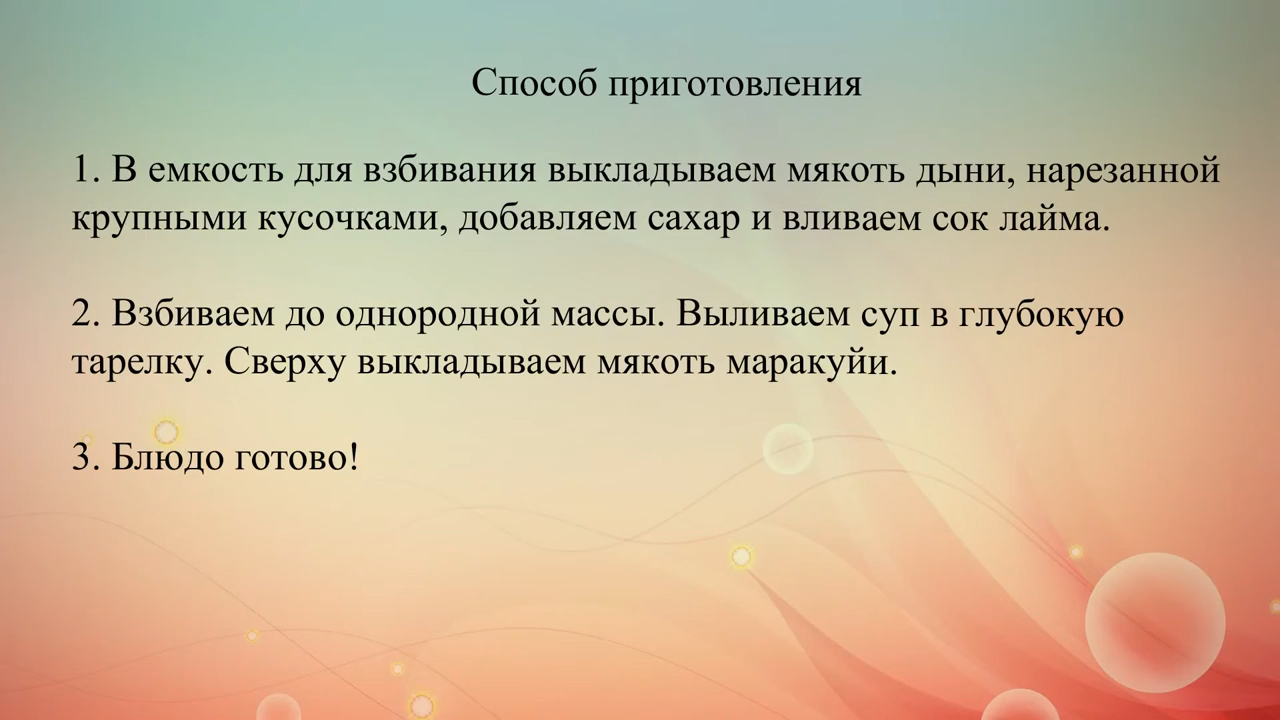 Способ приготовления
1. В емкость для взбивания выкладываем мякоть дыни, нарезанной
крупными кусочками, добавляем сахар и вливаем сок лайма.
2. Взбиваем до однородной массы. Выливаем суп в глубокую
тарелку. Сверху выкладываем мякоть маракуйи.
3. Блюдо готово!